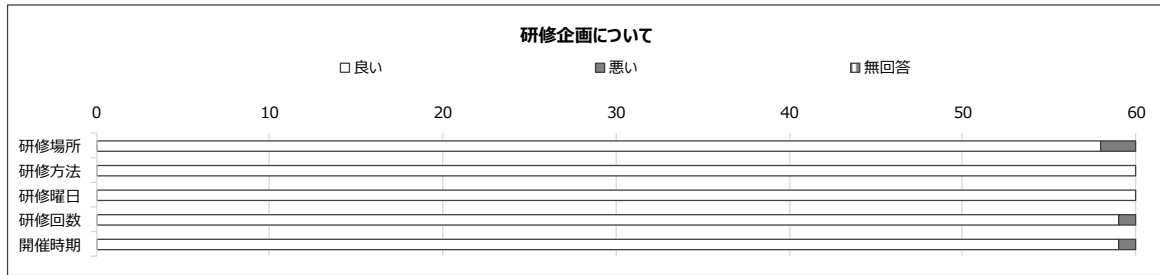 研修企画について
良い 悪い 無回答
0 10 20 30 40 50 60
研修場所
研修方法
研修曜日
研修回数
開催時期